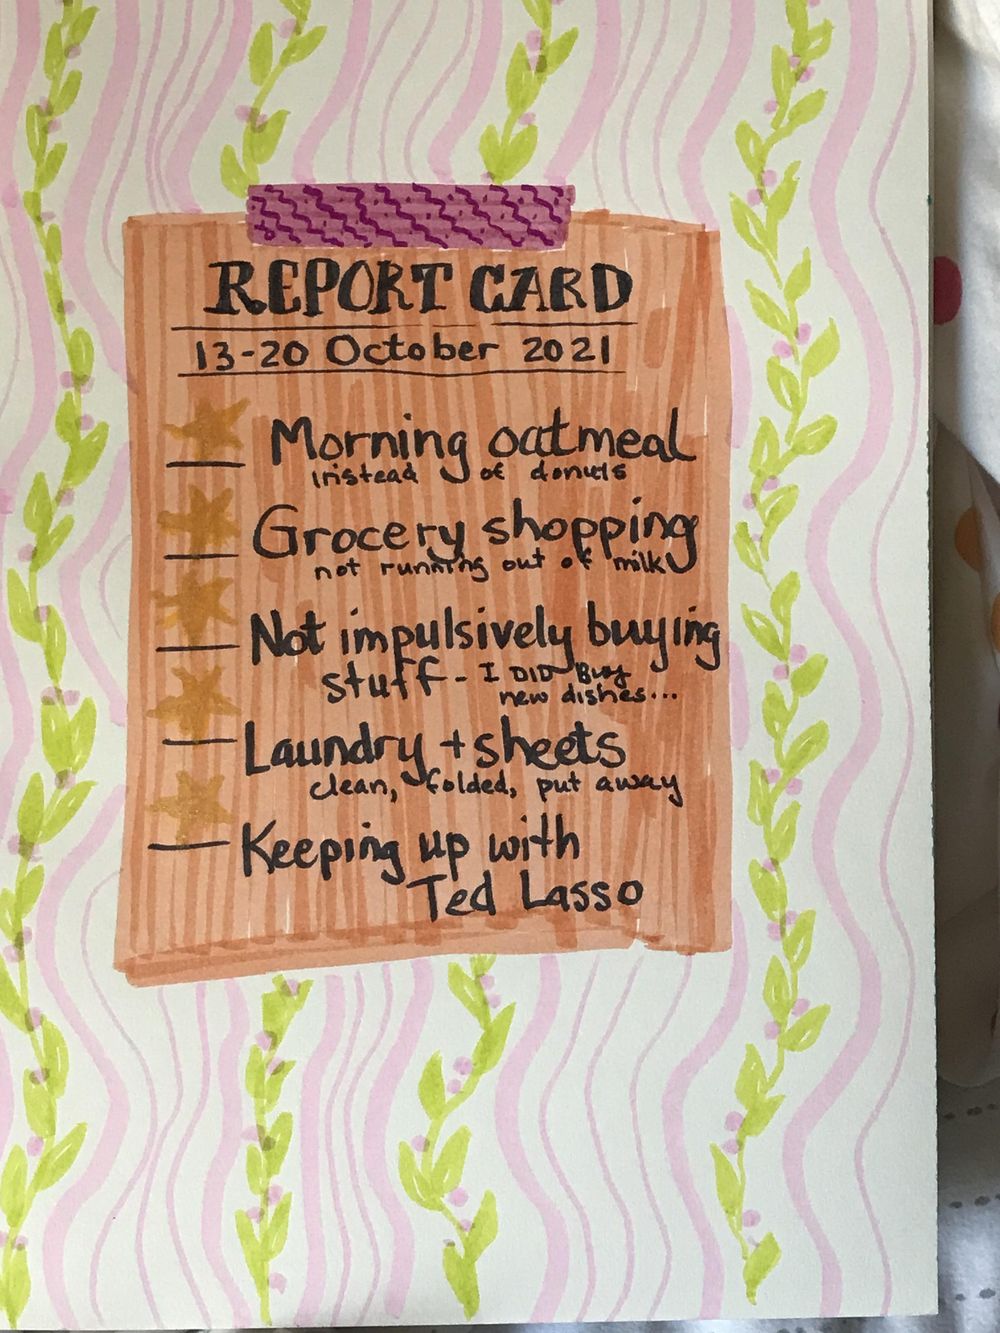 REPORT CARD
13-20 October 2021
Morning oatmeal
instead of donuts
Grocery shopping
not running out of milk
Not impulsively buying
stuff - I DID Buy
new dishes...
Laundry + sheets
clean, folded, put away
Keeping up with
Ted Lasso